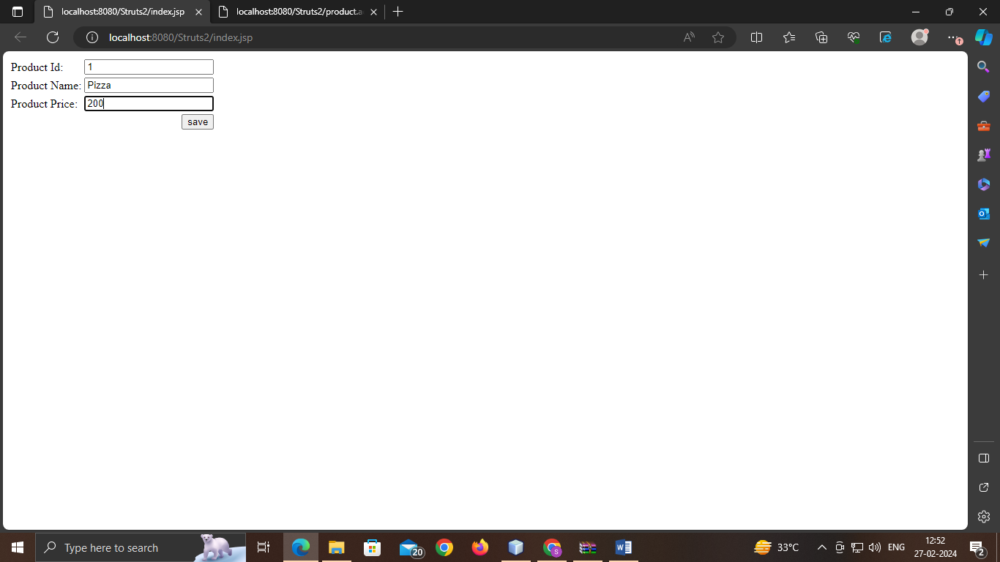 localhost:8080/Struts2/index.jsp
localhost:8080/Struts2/product.a
localhost:8080/Struts2/index.jsp
Product Id: 1
Product Name: Pizza
Product Price: 200
save
Type here to search
20
S
33°C
ENG
12:52
27-02-2024
2